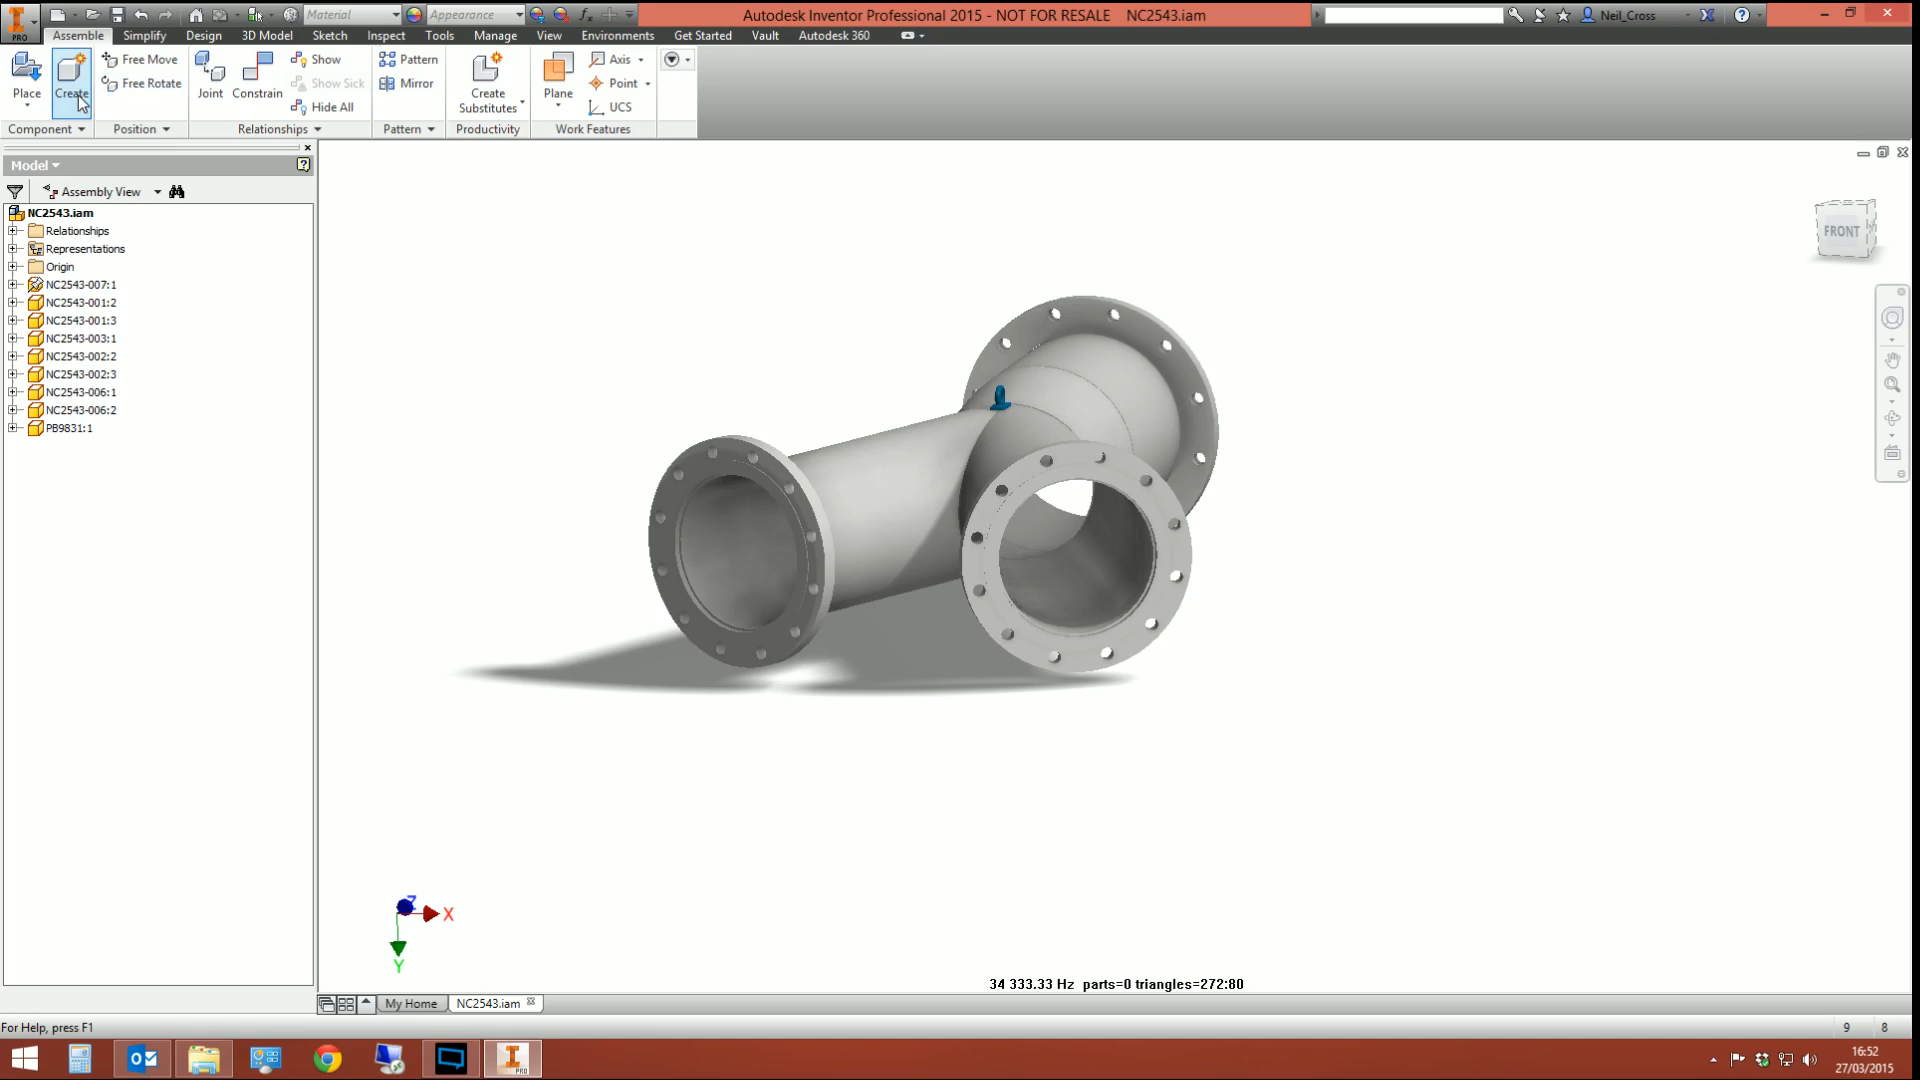 Material
Appearance
Autodesk Inventor Professional 2015 - NOT FOR RESALE NC2543.iam
Neil_Cross
PRO
Assemble Simplify Design 3D Model Sketch Inspect Tools Manage View Environments Get Started Vault Autodesk 360
Place
Create
Free Move
Free Rotate
Joint
Constrain
Show
Show Sick
Hide All
Pattern
Mirror
Create
Substitutes
Plane
Axis
Point
UCS
Component Position Relationships Pattern Productivity Work Features
Model
Assembly View
NC2543.iam
Relationships
Representations
Origin
NC2543-007:1
NC2543-001:2
NC2543-001:3
NC2543-003:1
NC2543-002:2
NC2543-002:3
NC2543-006:1
NC2543-006:2
PB9831:1
FRONT
Z
X
Y
34 333.33 Hz parts=0 triangles=272:80
My Home NC2543.iam
For Help, press F1
9 8
PRO
16:52
27/03/2015